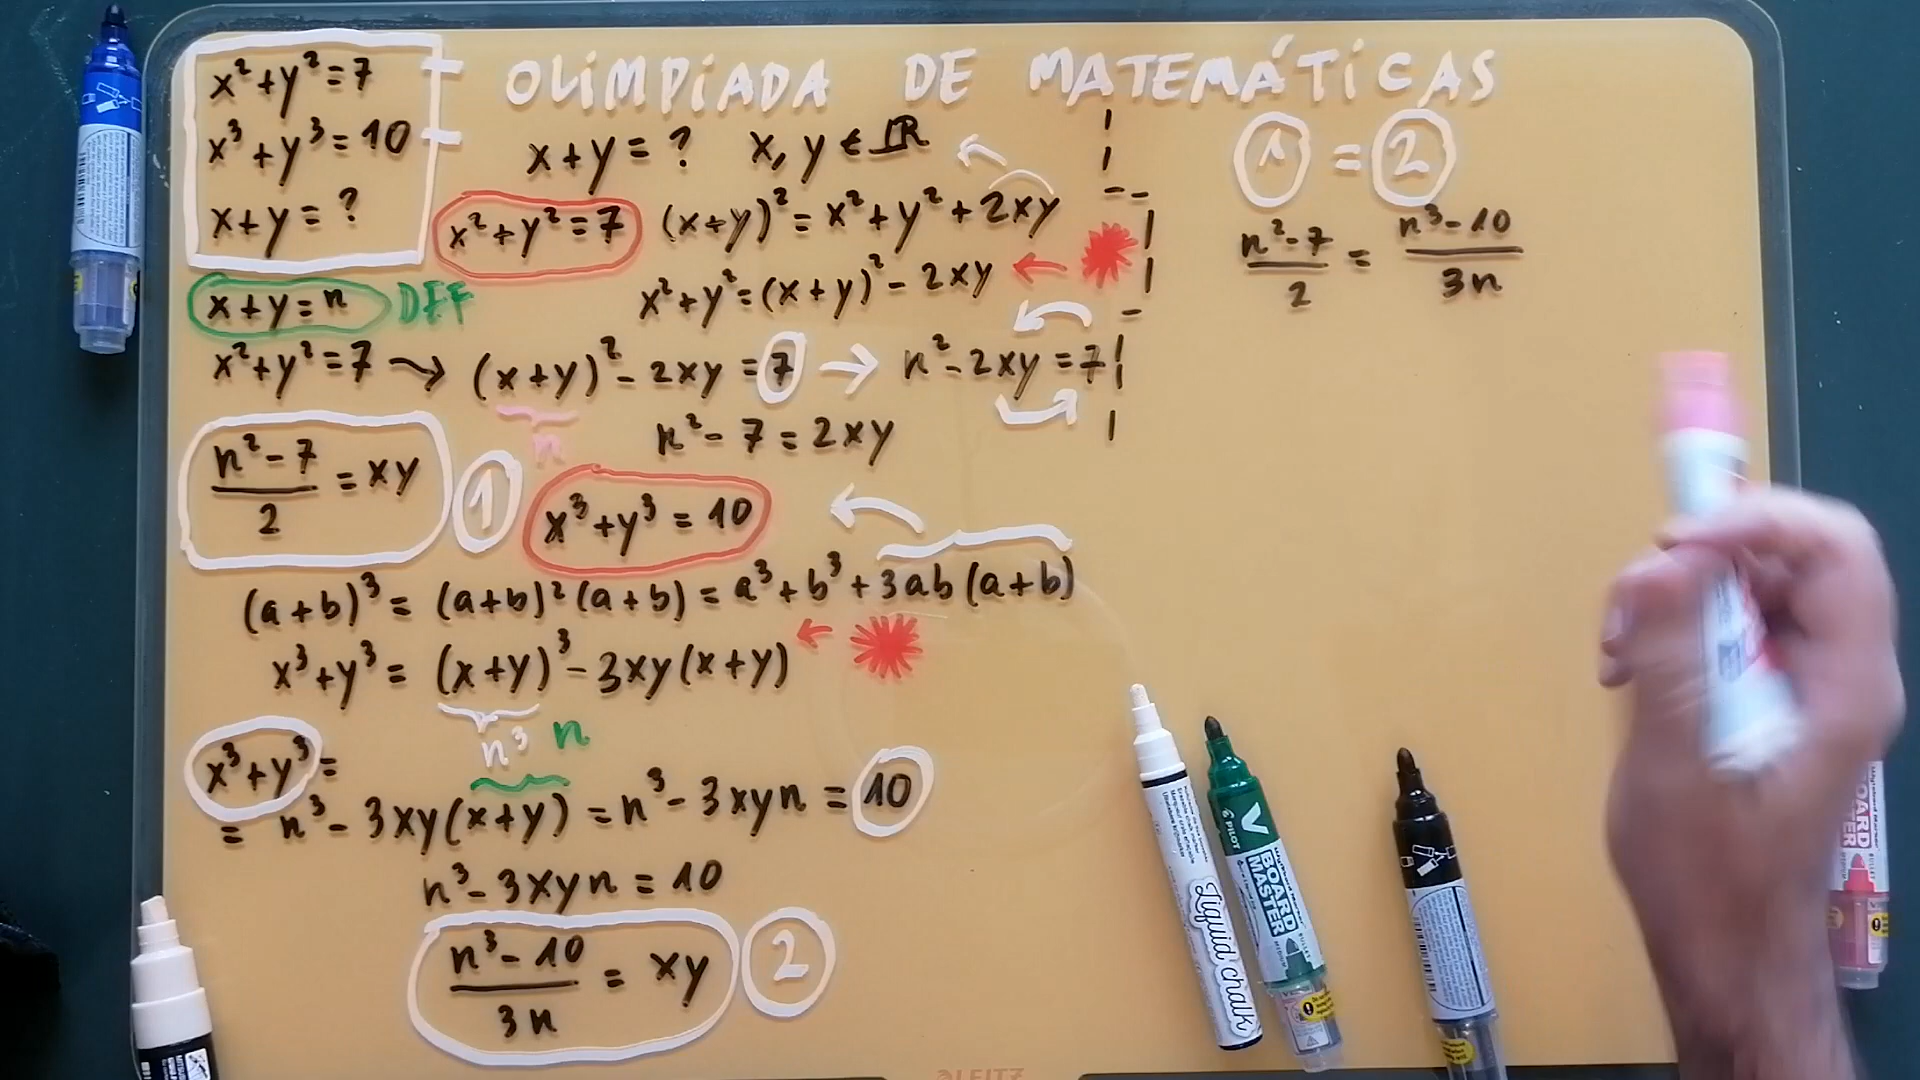 OLIMPIADA DE MATEMÁTICAS
x²+y²=7
x³+y³=10
x+y=?
x+y=? x,y∈ℝ
x²+y²=7 (x+y)²=x²+y²+2xy
x²+y²=(x+y)²-2xy
x+y=n DEF
x²+y²=7 → (x+y)²-2xy=7 → n²-2xy=7
n
n²-7=2xy
(n²-7)/2=xy 1
x³+y³=10
(a+b)³=(a+b)²(a+b)=a³+b³+3ab(a+b)
x³+y³=(x+y)³-3xy(x+y)
n³ n
x³+y³=
=n³-3xy(x+y)=n³-3xyn=10
n³-3xyn=10
(n³-10)/3n=xy 2
1=2
(n²-7)/2=(n³-10)/3n
Liquid chalk
PILOT
V BOARD MASTER
BOARD MASTER
LEITZ